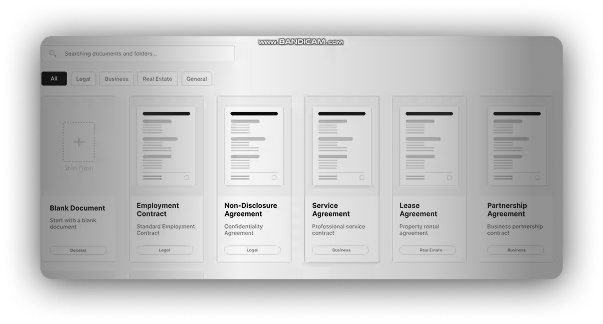 www.BANDICAM.com
Searching documents and folders...
All
Legal
Business
Real Estate
General
Blank Document
Start with a blank
document
General
Employment
Contract
Standard Employment
Contract
Legal
Non-Disclosure
Agreement
Confidentiality
Agreement
Legal
Service
Agreement
Professional service
contract
Business
Lease
Agreement
Property rental
agreement
Real Estate
Partnership
Agreement
Business partnership
contract
Business